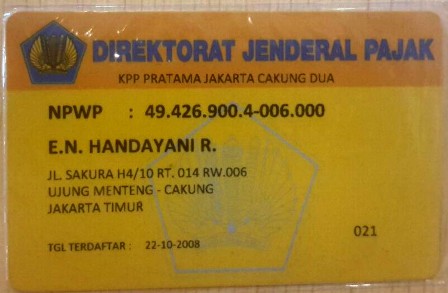 DIREKTORAT JENDERAL PAJAK
KPP PRATAMA JAKARTA CAKUNG DUA
NPWP : 49.426.900.4-006.000
E.N. HANDAYANI R.
JL. SAKURA H4/10 RT. 014 RW.006
UJUNG MENTENG - CAKUNG
JAKARTA TIMUR
021
TGL TERDAFTAR : 22-10-2008